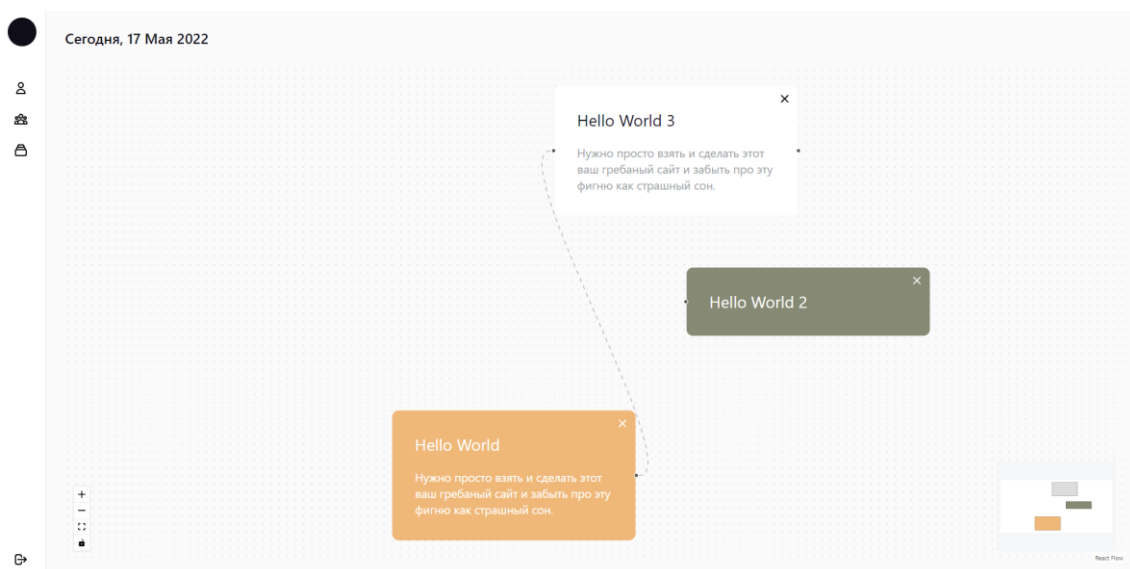 Сегодня, 17 Мая 2022
Hello World 3
Нужно просто взять и сделать этот
ваш гребаный сайт и забыть про эту
фигню как страшный сон.
Hello World 2
Hello World
Нужно просто взять и сделать этот
ваш гребаный сайт и забыть про эту
фигню как страшный сон.
React Flow